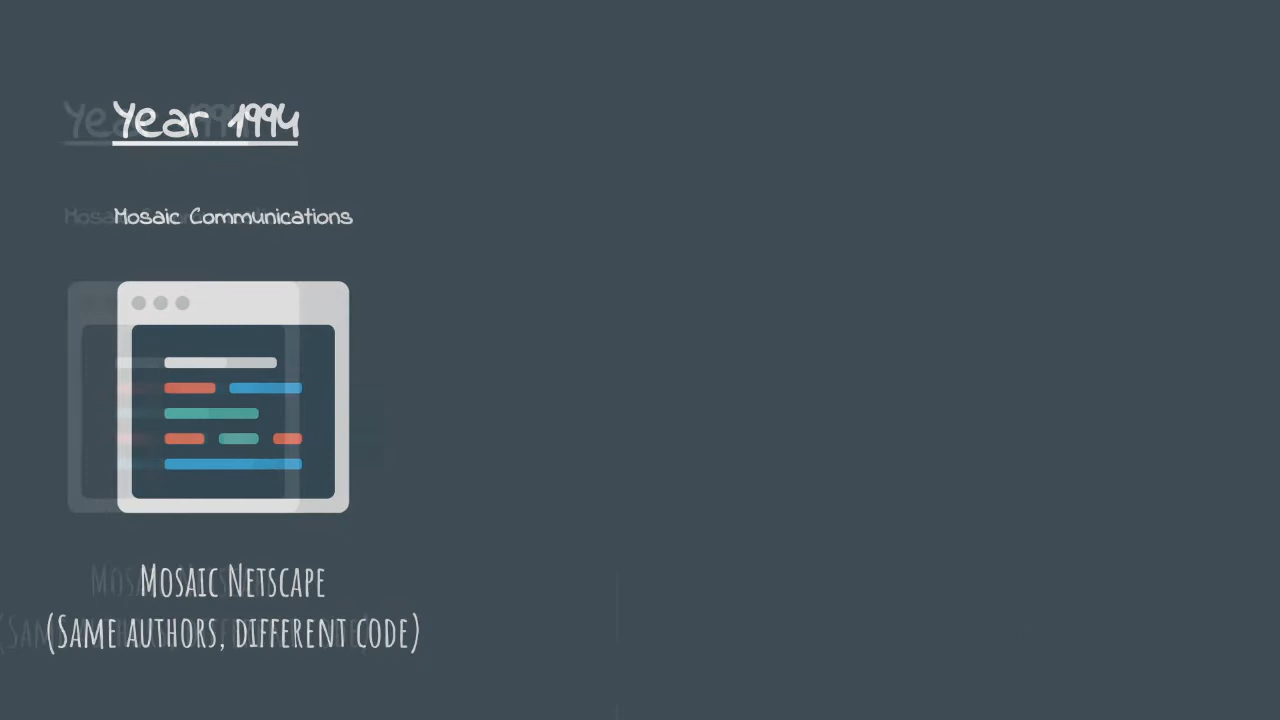 Year 1994
Mosaic Communications
Mosaic Netscape
(Same authors, different code)